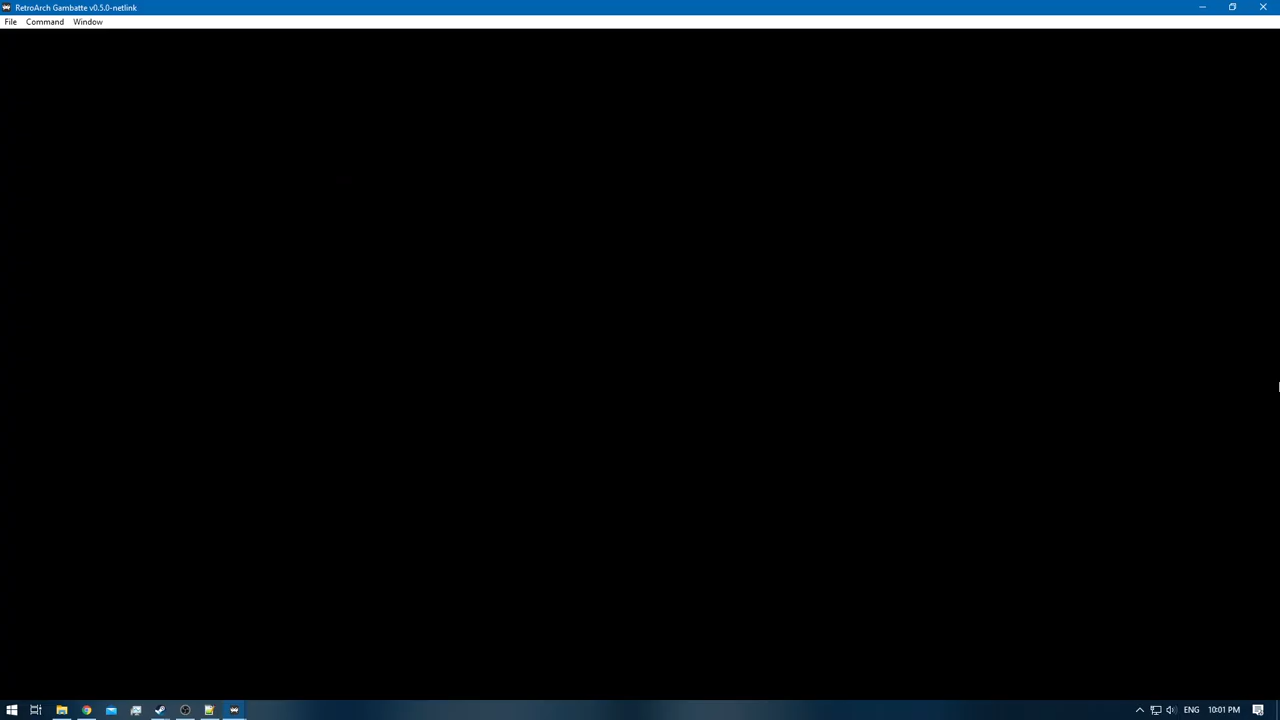 RetroArch Gambatte v0.5.0-netlink
File Command Window
ENG 10:01 PM